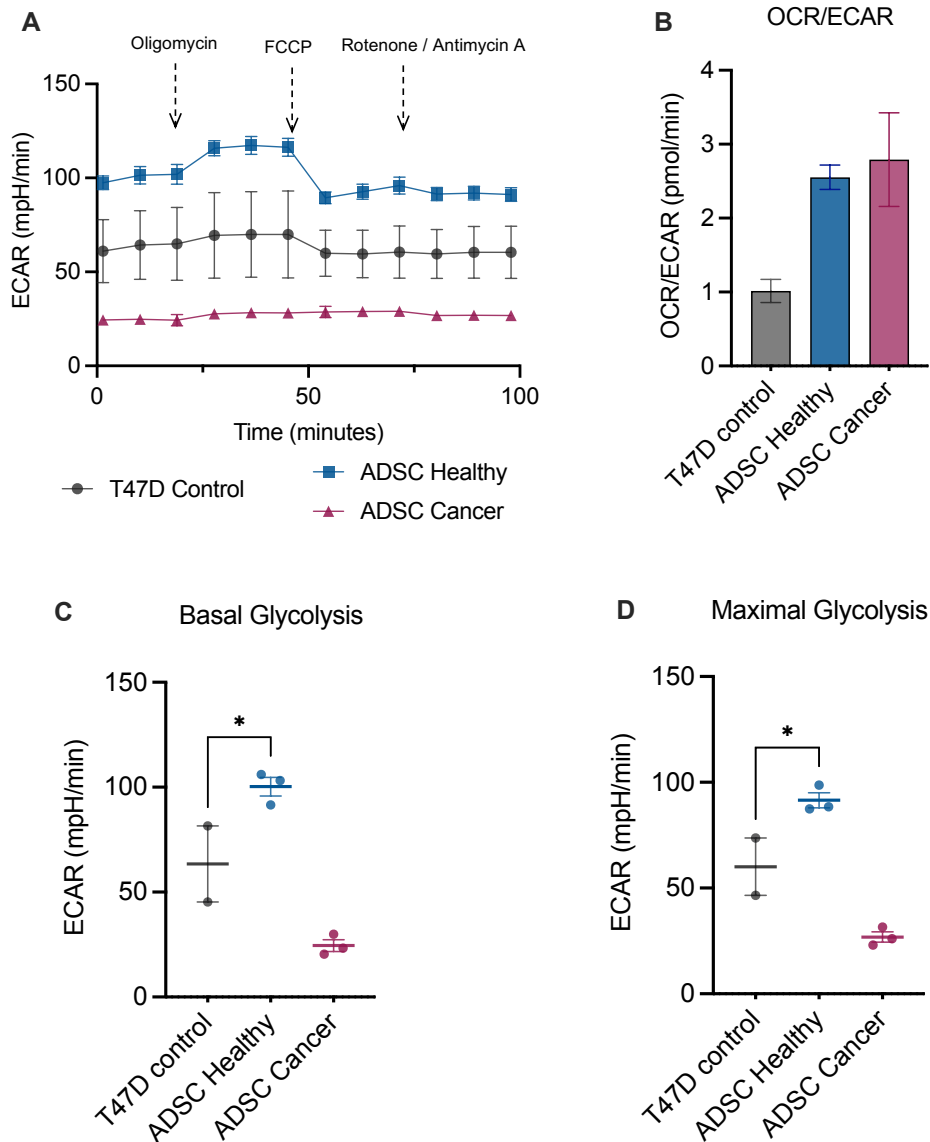 A
Oligomycin
FCCP
Rotenone / Antimycin A
150
100
50
0
ECAR (mpH/min)
0
50
100
Time (minutes)
T47D Control
ADSC Healthy
ADSC Cancer
B
OCR/ECAR
4
3
2
1
0
OCR/ECAR (pmol/min)
T47D control
ADSC Healthy
ADSC Cancer
C
Basal Glycolysis
150
100
50
0
ECAR (mpH/min)
*
T47D control
ADSC Healthy
ADSC Cancer
D
Maximal Glycolysis
150
100
50
0
ECAR (mpH/min)
*
T47D control
ADSC Healthy
ADSC Cancer